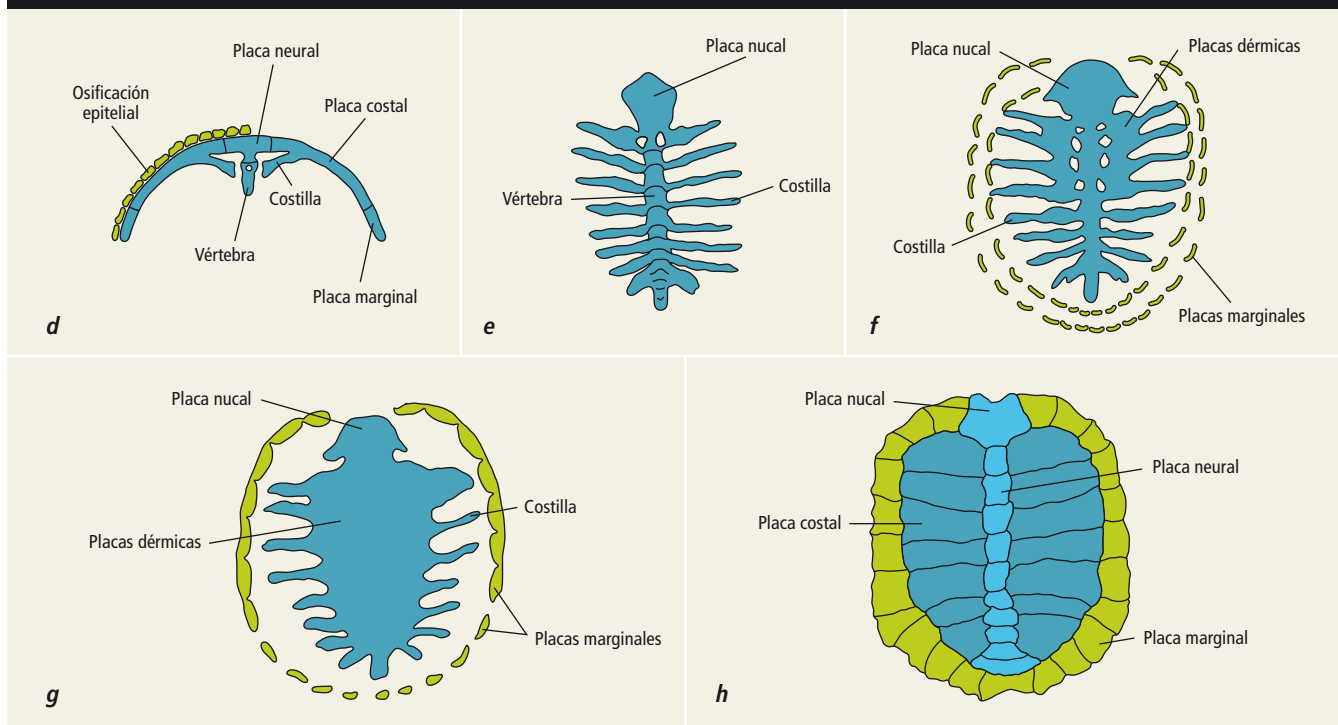 Placa neural
Osificación
epitelial
Placa costal
Costilla
Vértebra
Placa marginal
d
Placa nucal
Vértebra
Costilla
e
Placa nucal
Placas dérmicas
Costilla
Placas marginales
f
Placa nucal
Costilla
Placas dérmicas
Placas marginales
g
Placa nucal
Placa neural
Placa costal
Placa marginal
h